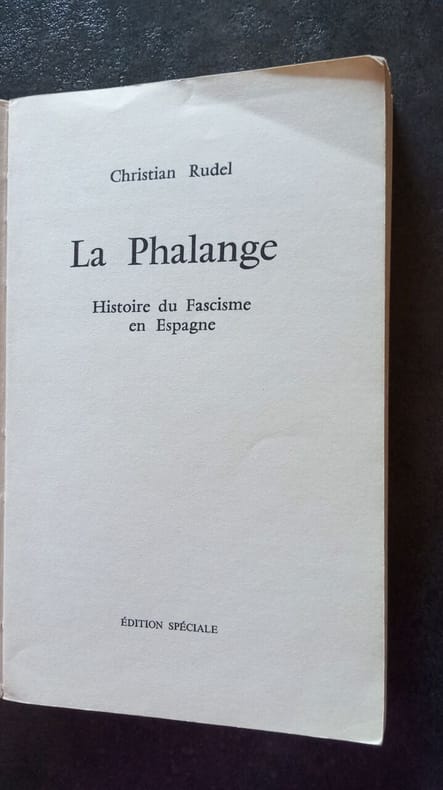 Christian Rudel
La Phalange
Histoire du Fascisme
en Espagne
ÉDITION SPÉCIALE